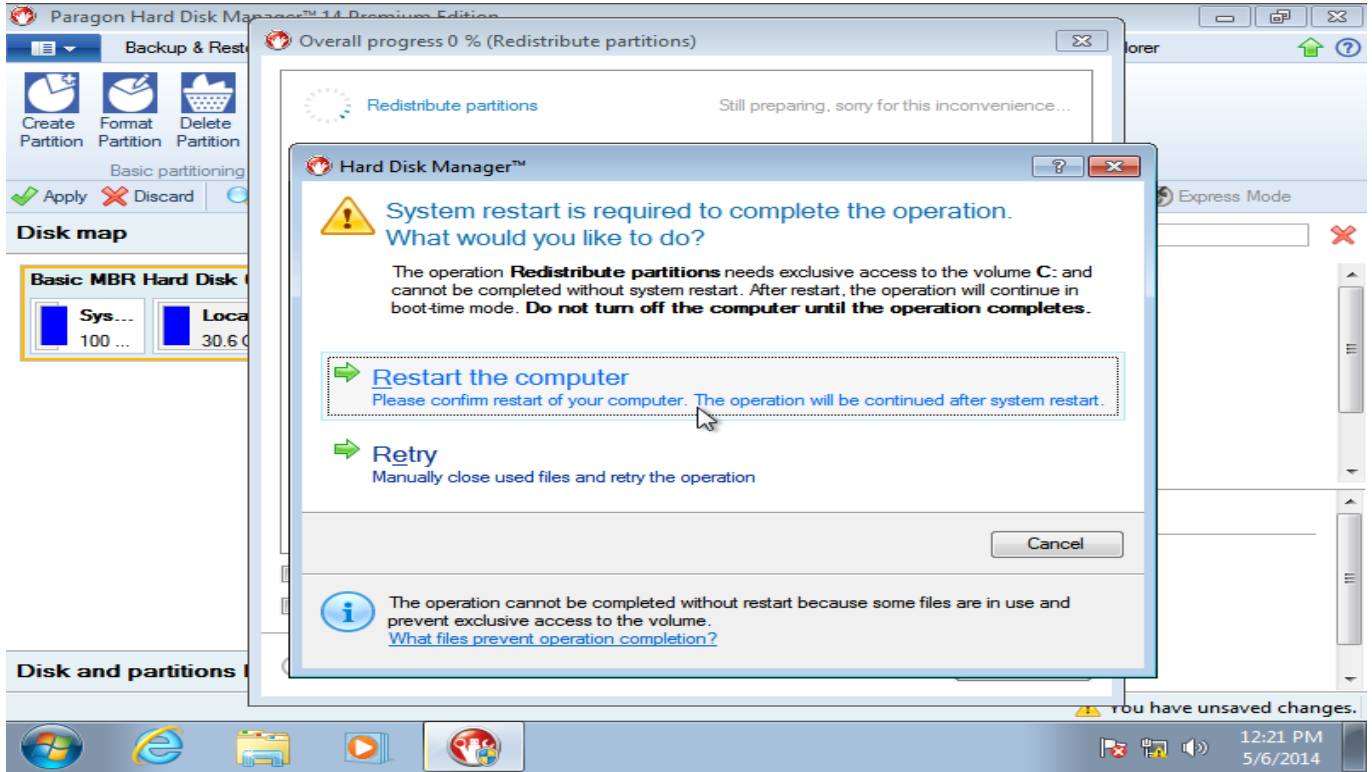 Paragon Hard Disk Manager™ 14 Premium Edition
Backup & Rest
lorer
Create Partition
Format Partition
Delete Partition
Basic partitioning
Apply
Discard
Express Mode
Disk map
Basic MBR Hard Disk
Sys...
100 ...
Loca
30.6 G
Disk and partitions
Overall progress 0 % (Redistribute partitions)
Redistribute partitions
Still preparing, sorry for this inconvenience...
Hard Disk Manager™
System restart is required to complete the operation.
What would you like to do?
The operation Redistribute partitions needs exclusive access to the volume C: and
cannot be completed without system restart. After restart, the operation will continue in
boot-time mode. Do not turn off the computer until the operation completes.
Restart the computer
Please confirm restart of your computer. The operation will be continued after system restart.
Retry
Manually close used files and retry the operation
Cancel
The operation cannot be completed without restart because some files are in use and
prevent exclusive access to the volume.
What files prevent operation completion?
You have unsaved changes.
12:21 PM
5/6/2014